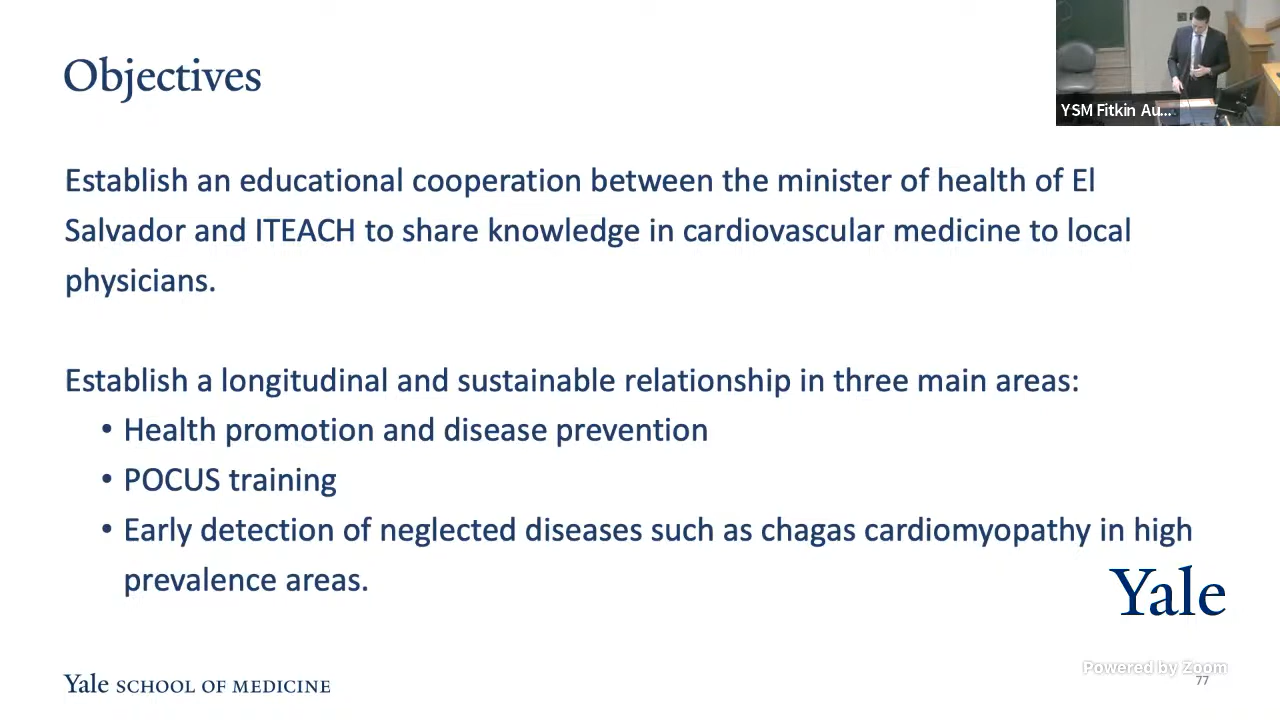 Objectives
YSM Fitkin Au...
Establish an educational cooperation between the minister of health of El
Salvador and ITEACH to share knowledge in cardiovascular medicine to local
physicians.
Establish a longitudinal and sustainable relationship in three main areas:
• Health promotion and disease prevention
• POCUS training
• Early detection of neglected diseases such as chagas cardiomyopathy in high
prevalence areas.
Yale
Powered by Zoom
Yale SCHOOL OF MEDICINE
77